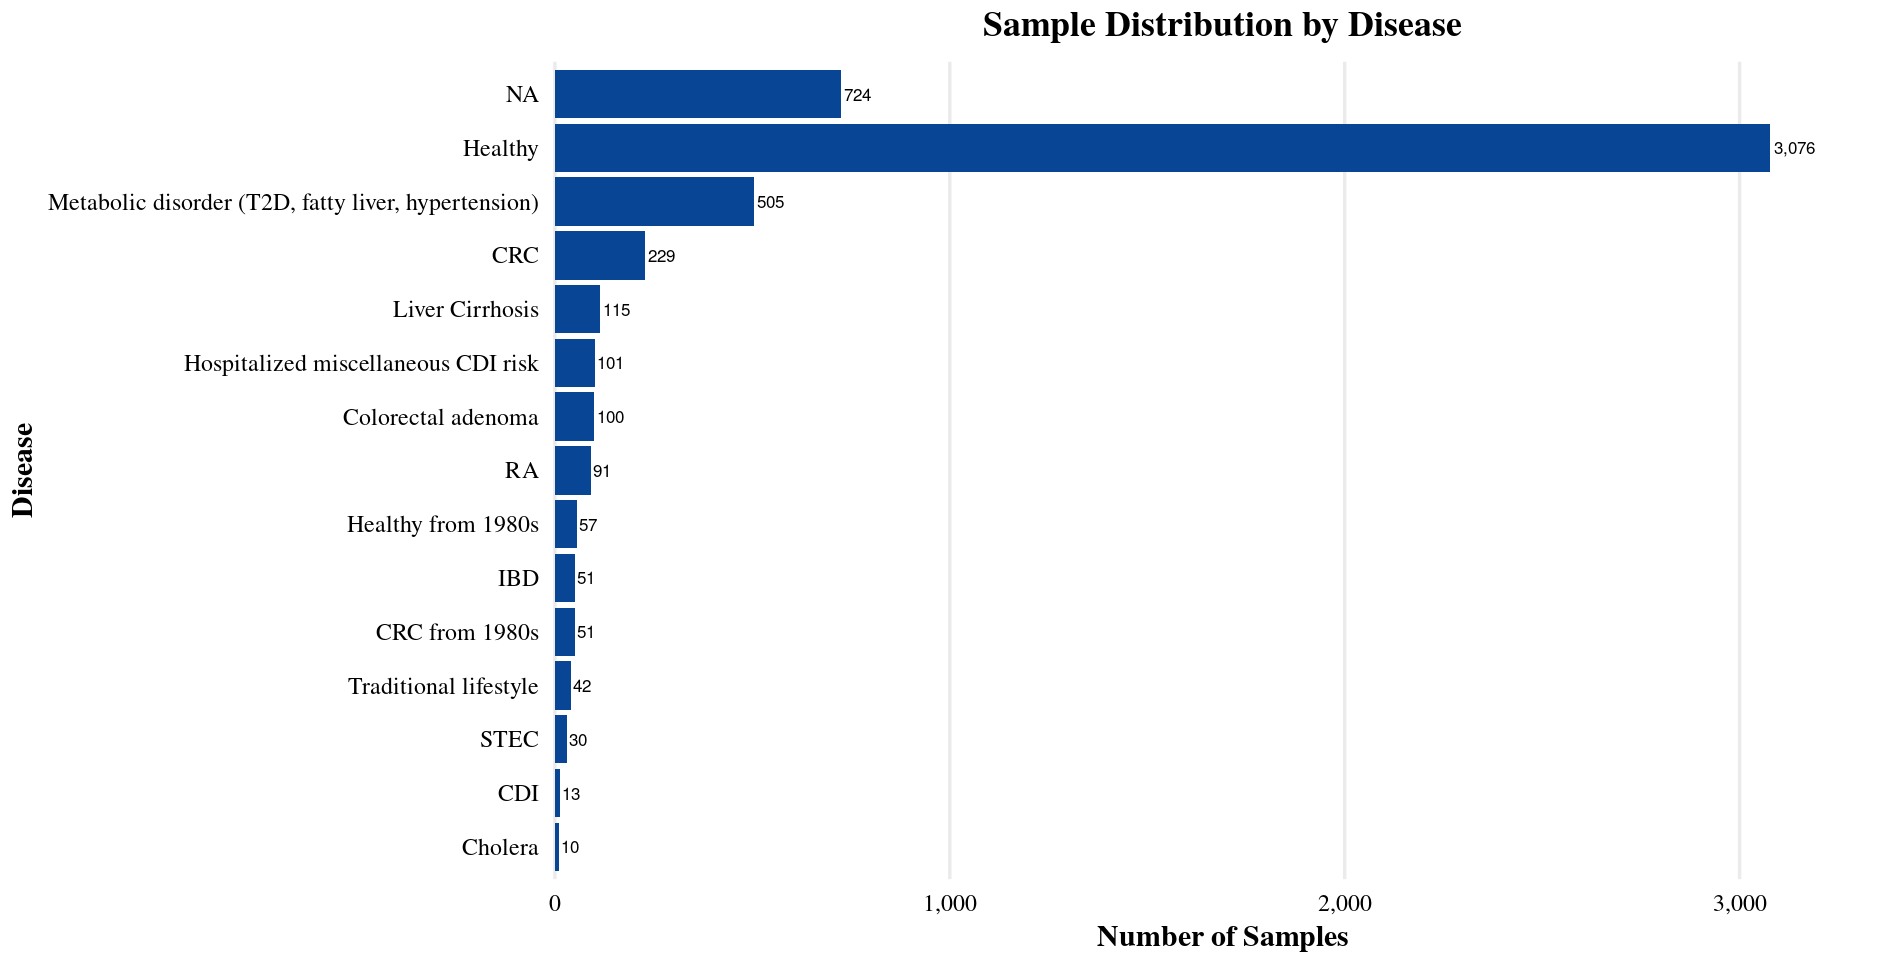 Sample Distribution by Disease
NA 724
Healthy 3,076
Metabolic disorder (T2D, fatty liver, hypertension) 505
CRC 229
Liver Cirrhosis 115
Hospitalized miscellaneous CDI risk 101
Colorectal adenoma 100
RA 91
Healthy from 1980s 57
IBD 51
CRC from 1980s 51
Traditional lifestyle 42
STEC 30
CDI 13
Cholera 10
Disease
0 1,000 2,000 3,000
Number of Samples